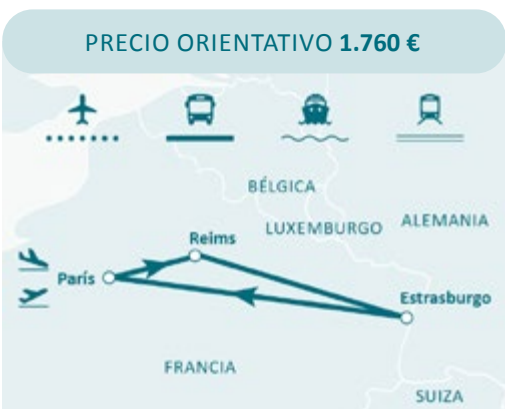 PRECIO ORIENTATIVO 1.760 €
BÉLGICA
LUXEMBURGO
ALEMANIA
Reims
París
Estrasburgo
FRANCIA
SUIZA